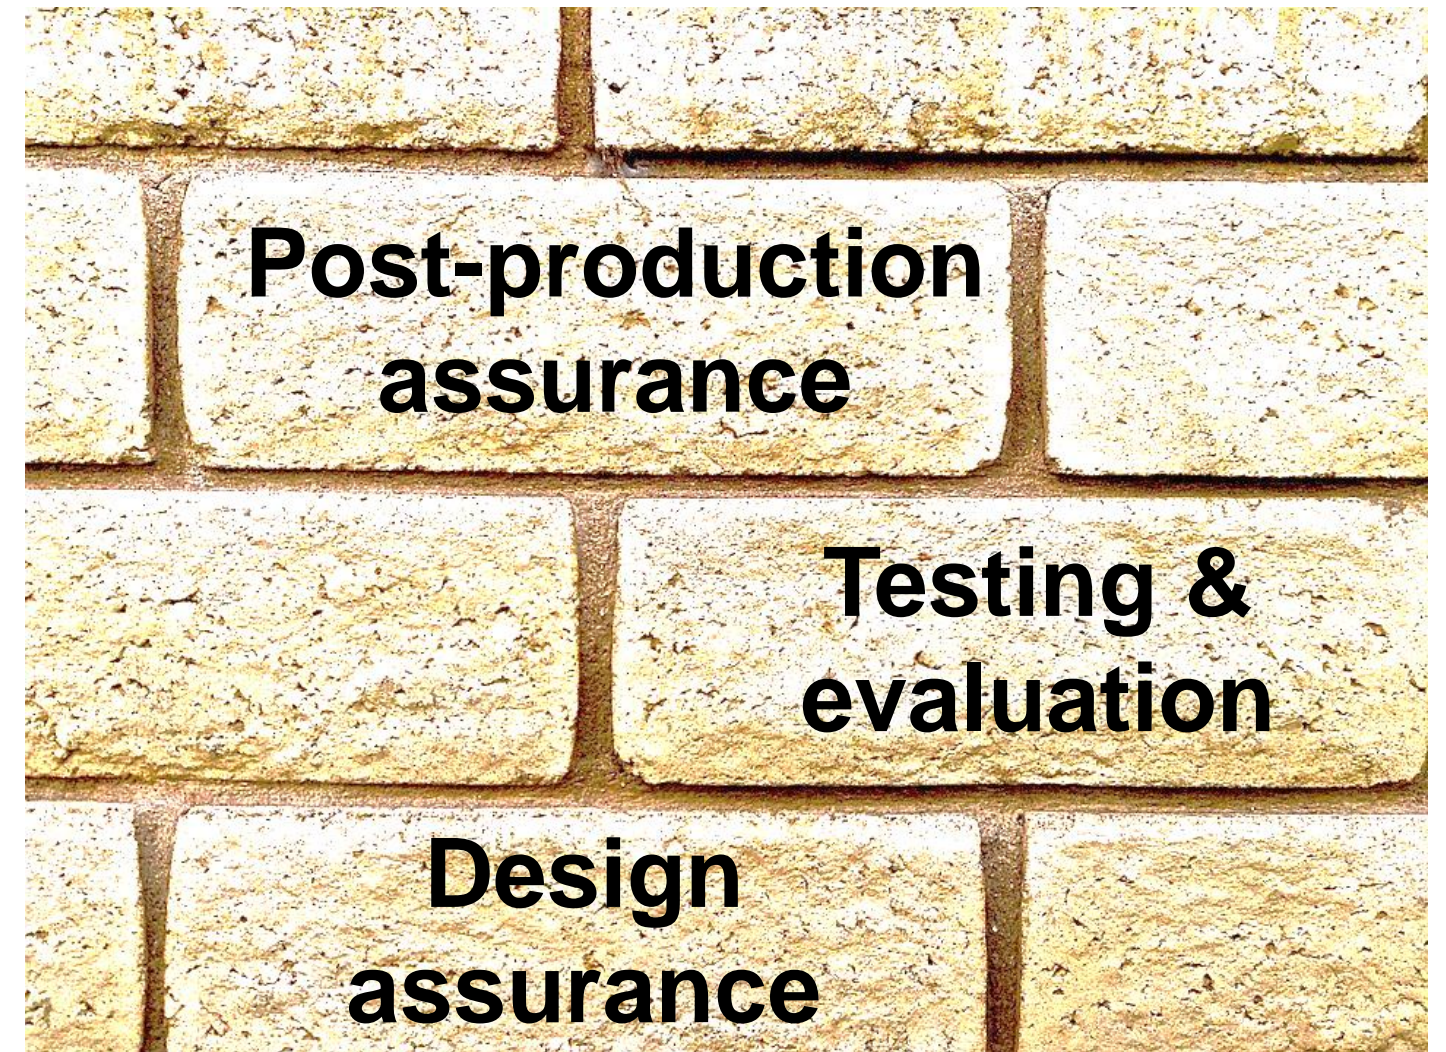 Post-production
assurance
Testing &
evaluation
Design
assurance